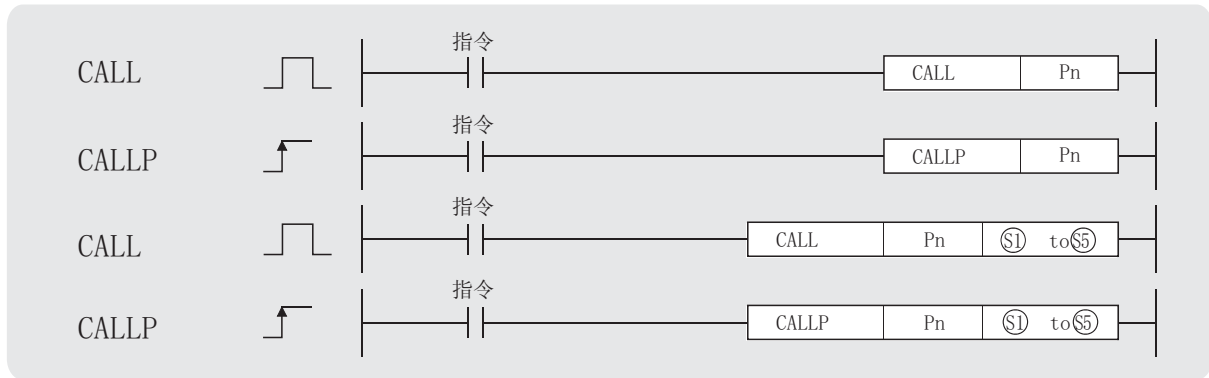 指令
CALL CALL Pn
指令
CALLP CALLP Pn
指令
CALL CALL Pn S1 to S5
指令
CALLP CALLP Pn S1 to S5